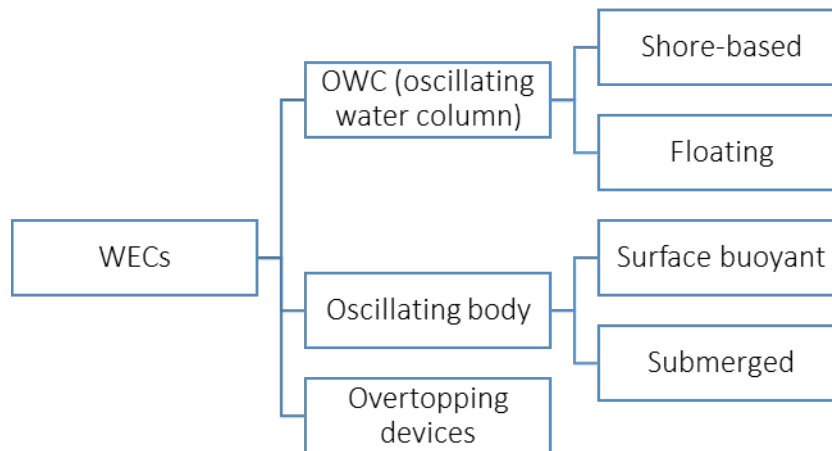 WECs
OWC (oscillating
water column)
Shore-based
Floating
Oscillating body
Surface buoyant
Submerged
Overtopping
devices